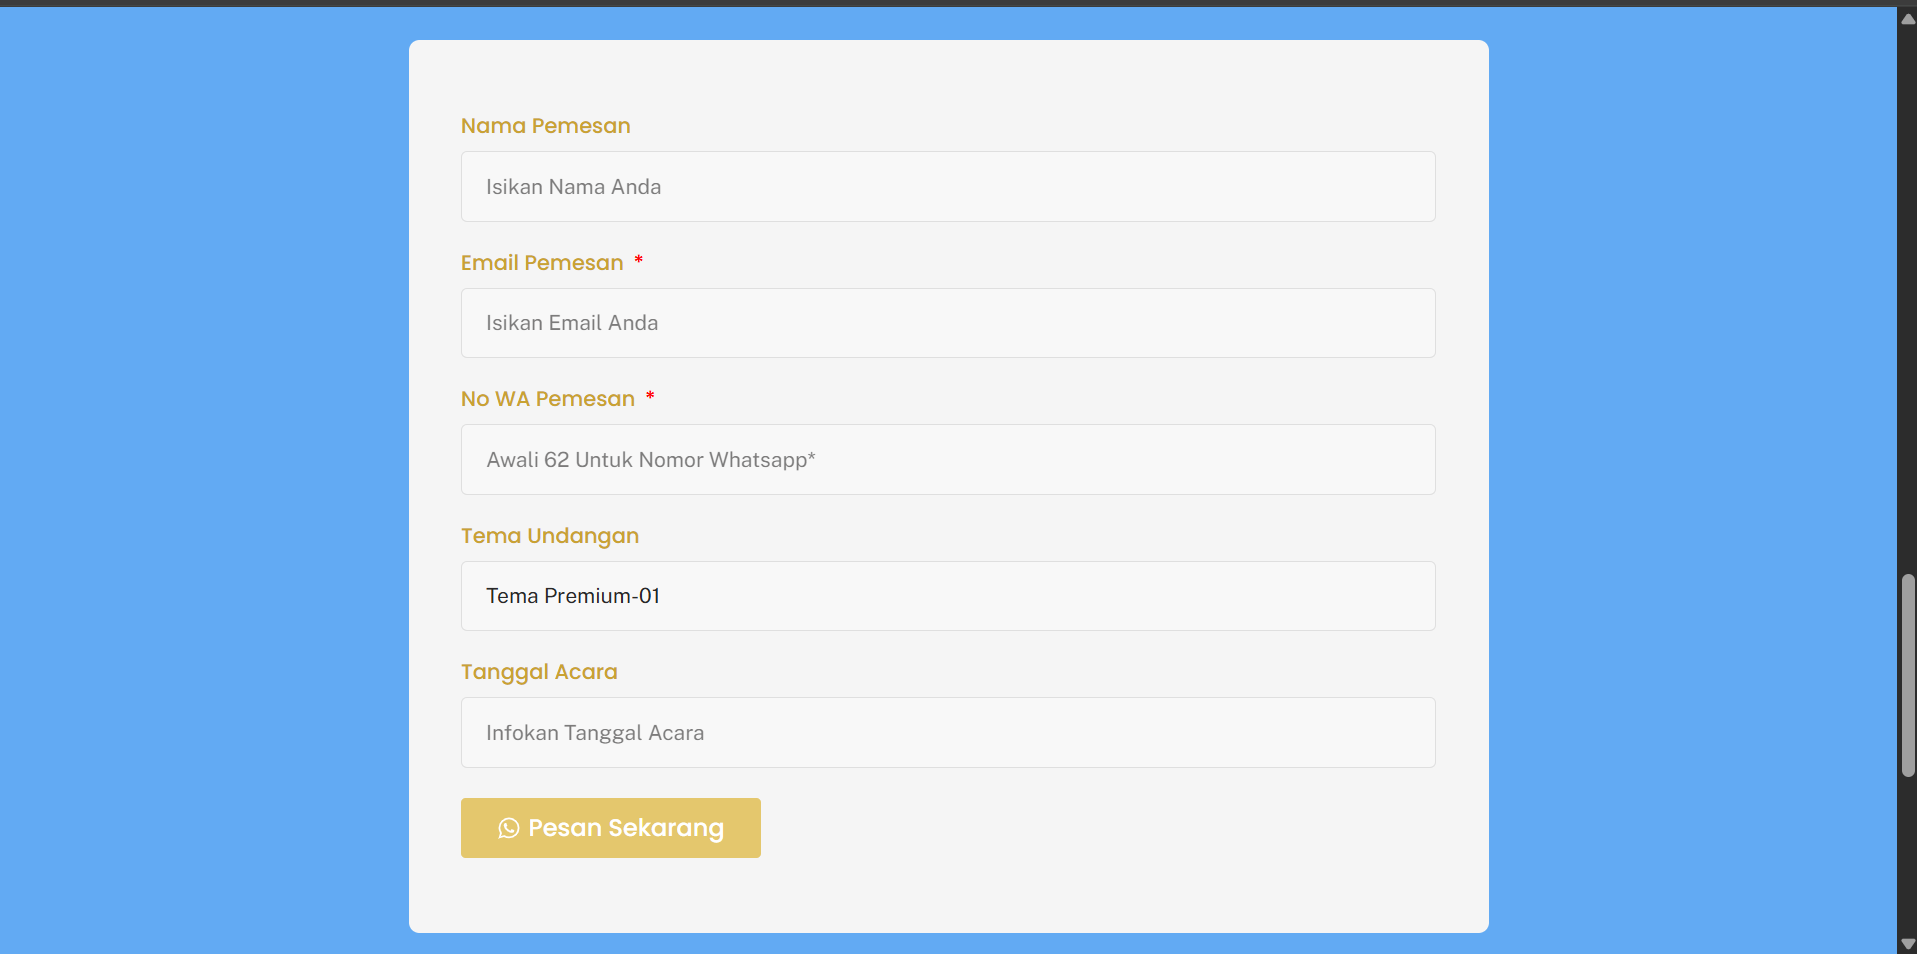 Nama Pemesan
Isikan Nama Anda
Email Pemesan *
Isikan Email Anda
No WA Pemesan *
Awali 62 Untuk Nomor Whatsapp*
Tema Undangan
Tema Premium-01
Tanggal Acara
Infokan Tanggal Acara
Pesan Sekarang